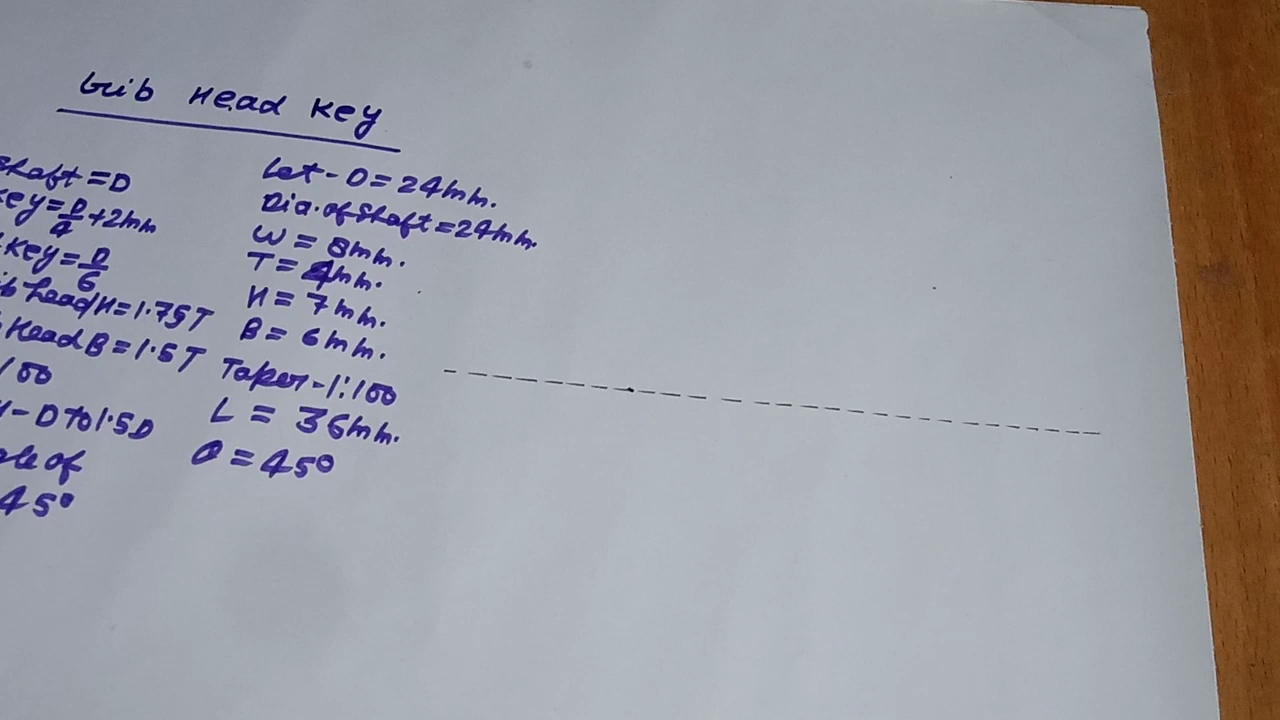 Gib Head Key
shaft = D
key = D/4 + 2mm
key = D/6
head H = 1.75T
Head B = 1.5T
100
- D to 1.5D
of
45°
Let - D = 24mm.
Dia. of shaft = 24mm.
W = 8mm.
T = 4mm.
H = 7mm.
B = 6mm.
Taper - 1:100
L = 36mm.
θ = 45°